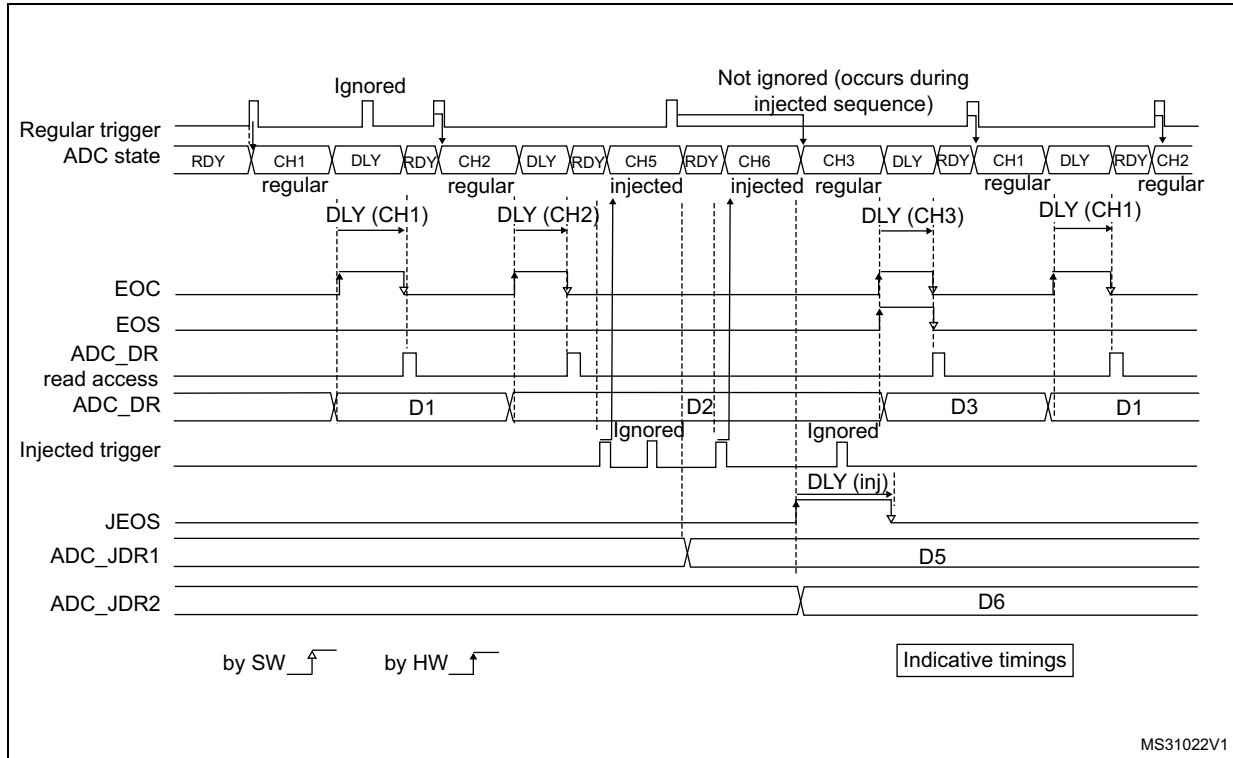 Ignored
Not ignored (occurs during
injected sequence)
Regular trigger
ADC state
RDY CH1 DLY RDY CH2 DLY RDY CH5 RDY CH6 CH3 DLY RDY CH1 DLY RDY CH2
regular regular injected injected regular regular regular
DLY (CH1) DLY (CH2) DLY (CH3) DLY (CH1)
EOC
EOS
ADC_DR
read access
ADC_DR D1 D2 D3 D1
Ignored Ignored
Injected trigger
DLY (inj)
JEOS
ADC_JDR1 D5
ADC_JDR2 D6
by SW by HW Indicative timings
MS31022V1